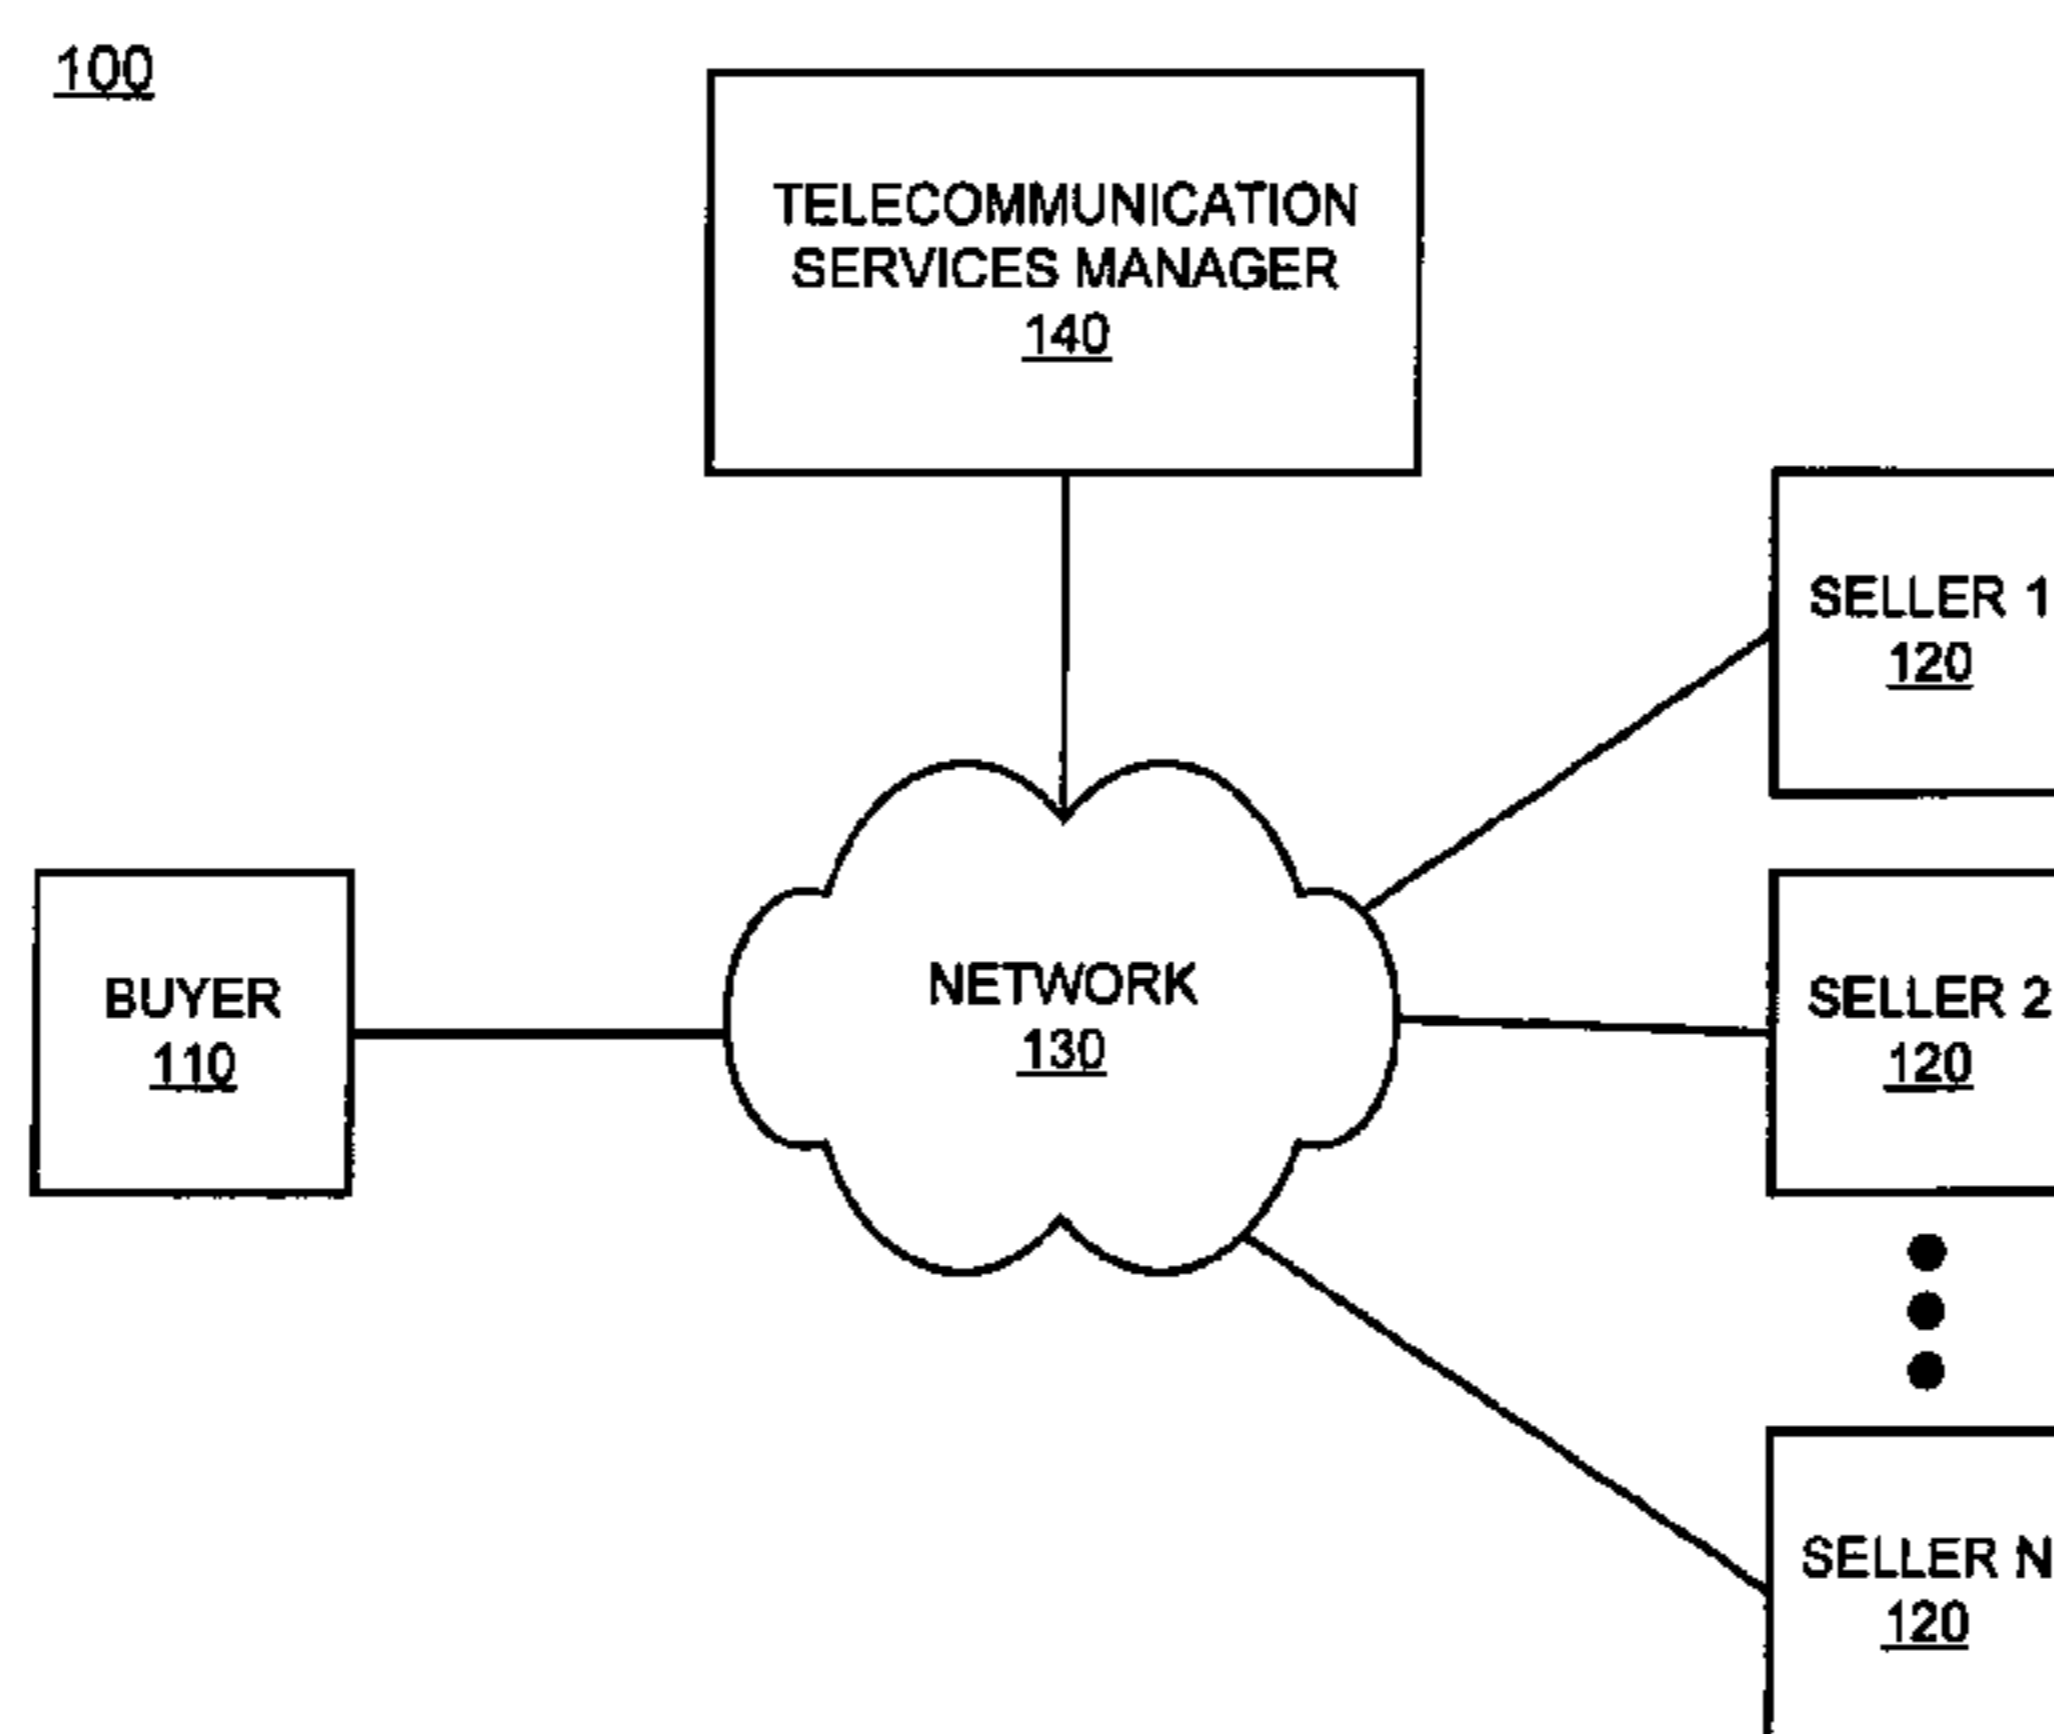 100
TELECOMMUNICATION
SERVICES MANAGER
140
SELLER 1
120
BUYER
110
NETWORK
130
SELLER 2
120
SELLER N
120